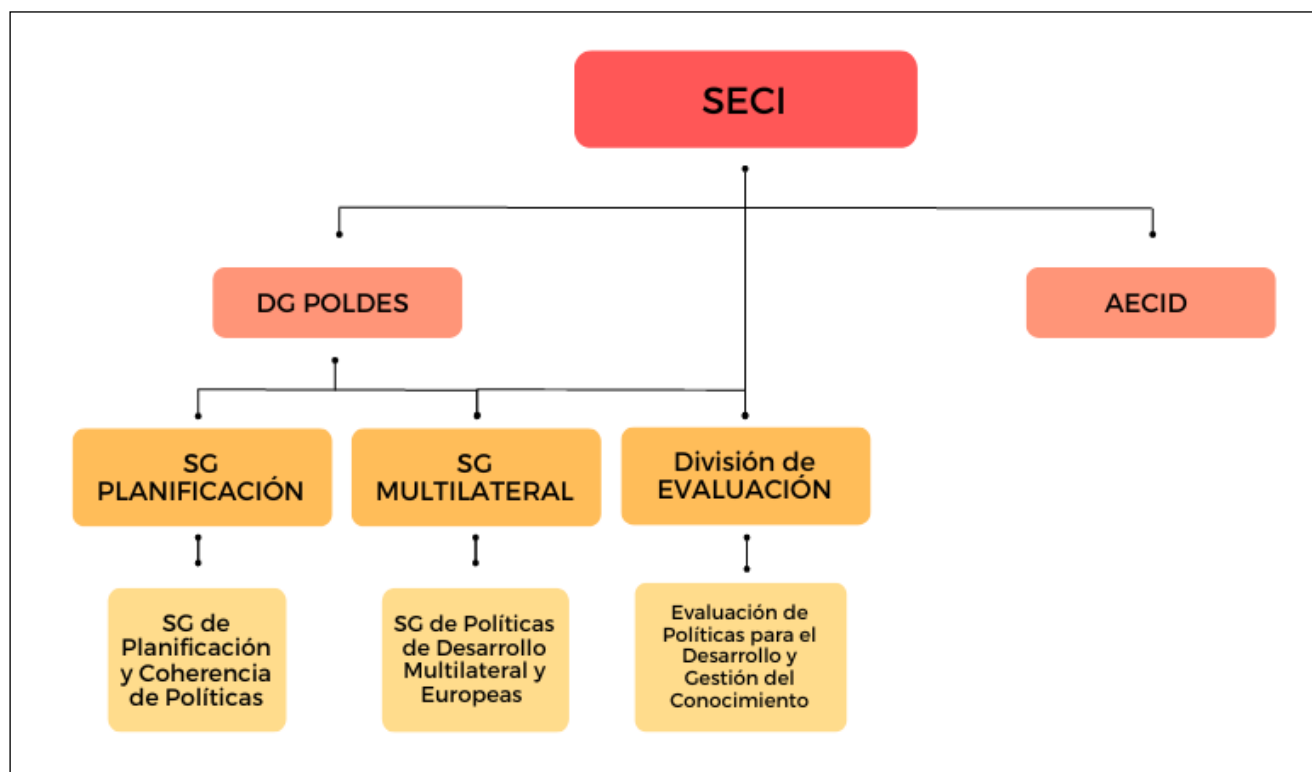 SECI
DG POLDES
AECID
SG
PLANIFICACIÓN
SG
MULTILATERAL
División de
EVALUACIÓN
SG de
Planificación
y Coherencia
de Políticas
SG de Políticas
de Desarrollo
Multilateral y
Europeas
Evaluación de
Políticas para el
Desarrollo y
Gestión del
Conocimiento